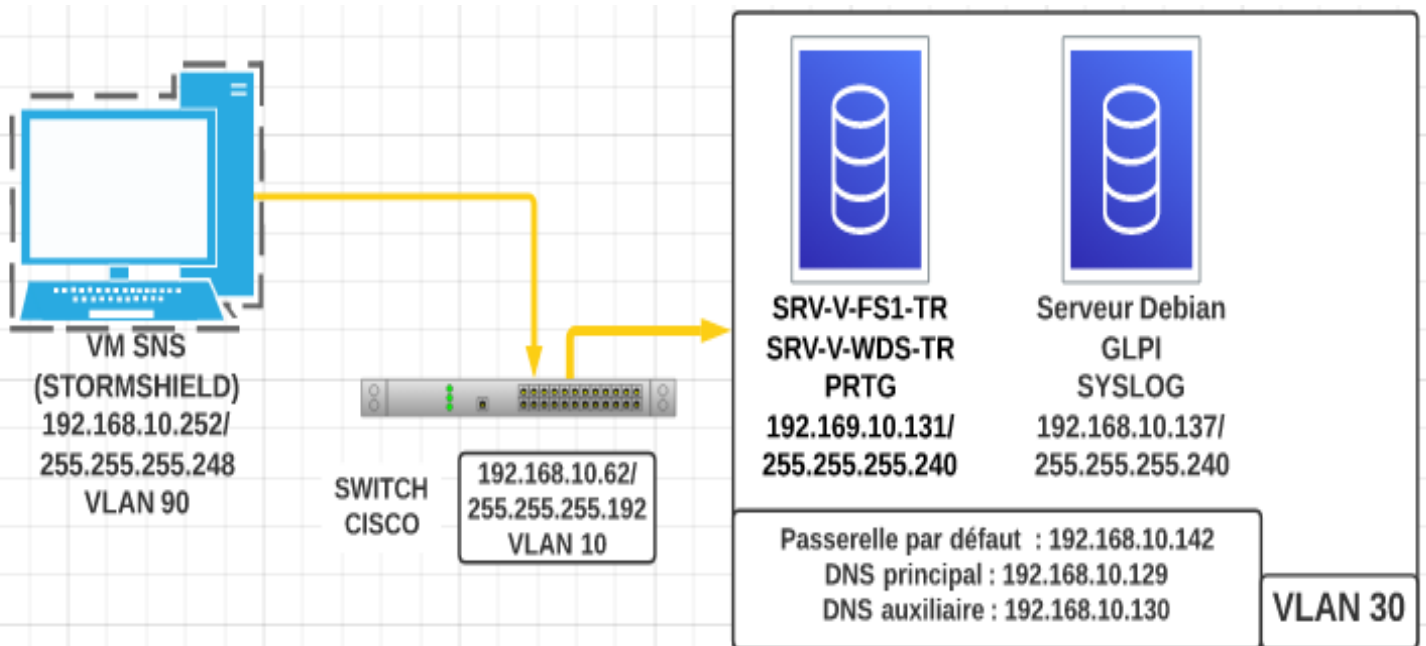 VM SNS
(STORMSHIELD)
192.168.10.252/
255.255.255.248
VLAN 90
SWITCH
CISCO
192.168.10.62/
255.255.255.192
VLAN 10
SRV-V-FS1-TR
SRV-V-WDS-TR
PRTG
192.169.10.131/
255.255.255.240
Serveur Debian
GLPI
SYSLOG
192.168.10.137/
255.255.255.240
Passerelle par défaut : 192.168.10.142
DNS principal : 192.168.10.129
DNS auxiliaire : 192.168.10.130
VLAN 30